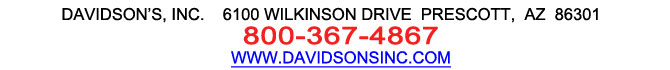 DAVIDSON'S, INC. 6100 WILKINSON DRIVE PRESCOTT, AZ 86301
800-367-4867
WWW.DAVIDSONSINC.COM